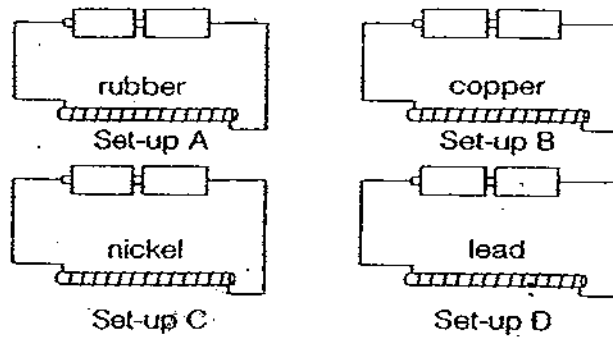 rubber
Set-up A
copper
Set-up B
nickel
Set-up C
lead
Set-up D